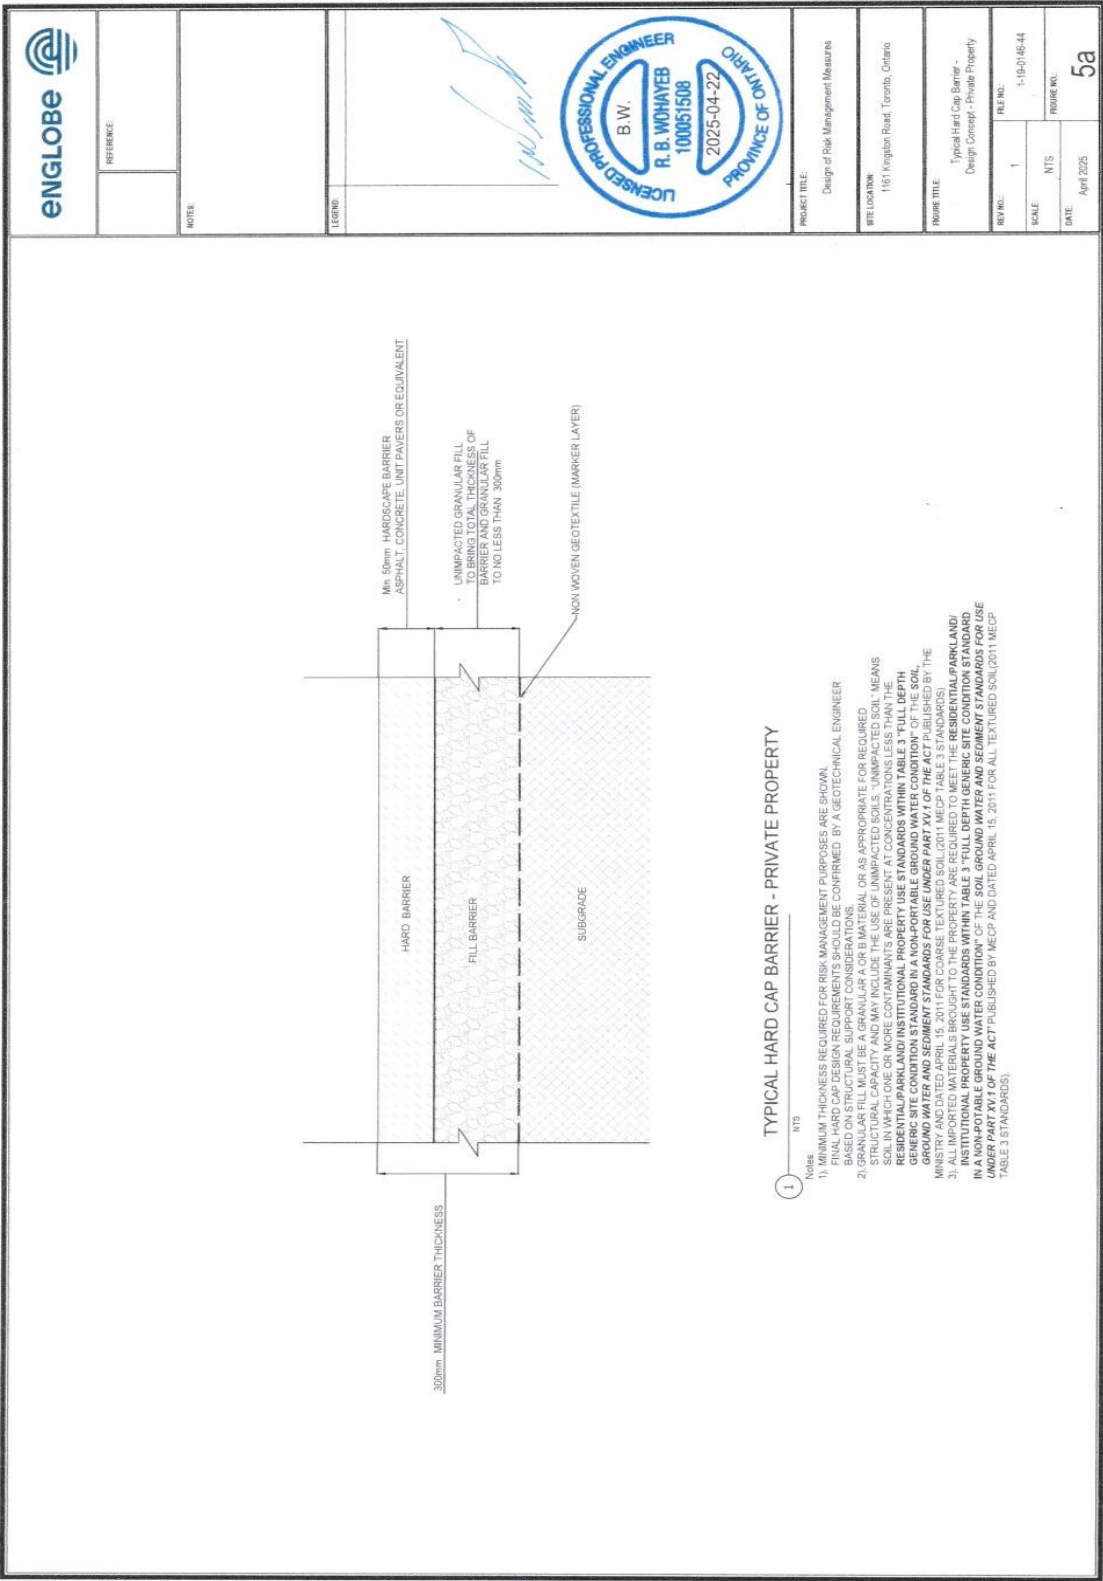 300mm MINIMUM BARRIER THICKNESS
HARD BARRIER
FILL BARRIER
SUBGRADE
Min 50mm HARDSCAPE BARRIER
ASPHALT, CONCRETE, UNIT PAVERS OR EQUIVALENT
UNIMPACTED GRANULAR FILL
TO BRING TOTAL THICKNESS OF
BARRIER AND GRANULAR FILL
TO NO LESS THAN 300mm
NON WOVEN GEOTEXTILE (MARKER LAYER)
1
TYPICAL HARD CAP BARRIER - PRIVATE PROPERTY
NTS
Notes
1). MINIMUM THICKNESS REQUIRED FOR RISK MANAGEMENT PURPOSES ARE SHOWN.
FINAL HARD CAP DESIGN REQUIREMENTS SHOULD BE CONFIRMED BY A GEOTECHNICAL ENGINEER
BASED ON STRUCTURAL SUPPORT CONSIDERATIONS.
2). GRANULAR FILL MUST BE A GRANULAR A OR B MATERIAL OR AS APPROPRIATE FOR REQUIRED
STRUCTURAL CAPACITY AND MAY INCLUDE THE USE OF UNIMPACTED SOILS. "UNIMPACTED SOIL" MEANS
SOIL IN WHICH ONE OR MORE CONTAMINANTS ARE PRESENT AT CONCENTRATIONS LESS THAN THE
RESIDENTIAL/PARKLAND/ INSTITUTIONAL PROPERTY USE STANDARDS WITHIN TABLE 3 "FULL DEPTH
GENERIC SITE CONDITION STANDARD IN A NON-PORTABLE GROUND WATER CONDITION" OF THE SOIL,
GROUND WATER AND SEDIMENT STANDARDS FOR USE UNDER PART XV.1 OF THE ACT PUBLISHED BY THE
MINISTRY AND DATED APRIL 15, 2011 FOR COARSE TEXTURED SOIL.(2011 MECP TABLE 3 STANDARDS)
3). ALL IMPORTED MATERIALS BROUGHT TO THE PROPERTY ARE REQUIRED TO MEET THE RESIDENTIAL/PARKLAND/
INSTITUTIONAL PROPERTY USE STANDARDS WITHIN TABLE 3 "FULL DEPTH GENERIC SITE CONDITION STANDARD
IN A NON-POTABLE GROUND WATER CONDITION" OF THE SOIL GROUND WATER AND SEDIMENT STANDARDS FOR USE
UNDER PART XV.1 OF THE ACT" PUBLISHED BY MECP AND DATED APRIL 15, 2011 FOR ALL TEXTURED SOIL(2011 MECP
TABLE 3 STANDARDS).
eNGLOBE
REFERENCE:
NOTES:
LEGEND:
LICENSED PROFESSIONAL ENGINEER
B.W.
R. B. WOHAYEB
100051508
2025-04-22
PROVINCE OF ONTARIO
PROJECT TITLE:
Design of Risk Management Measures
SITE LOCATION:
1161 Kingston Road, Toronto, Ontario
FIGURE TITLE:
Typical Hard Cap Barrier -
Design Concept - Private Property
REV NO.:
1
FILE NO.:
1-19-0146-44
SCALE:
NTS
FIGURE NO.:
5a
DATE:
April 2025